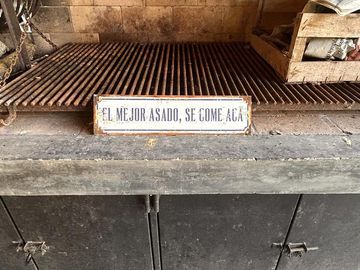 EL MEJOR ASADO, SE COME ACÁ